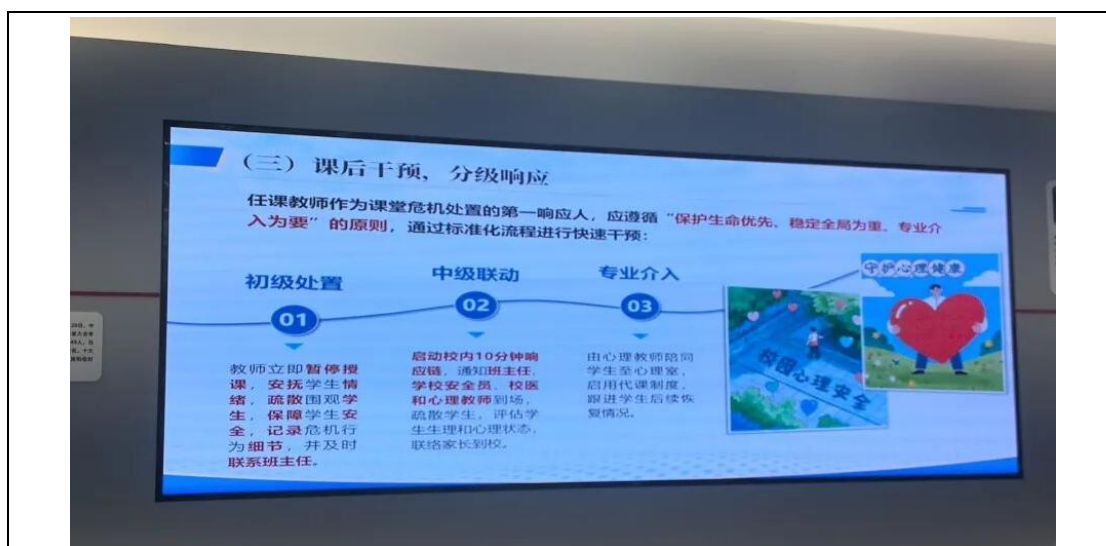 (三)课后干预、分级响应
任课教师作为课堂危机处置的第一响应人,应遵循“保护生命优先、稳定全局为重、专业介
入为要”的原则,通过标准化流程进行快速干预:
初级处置
01
教师立即暂停授
课,安抚学生情
绪,疏散围观学
生,保障学生安
全,记录危机行
为细节,并及时
联系班主任。
中级联动
02
启动校内10分钟响
应链,通知班主任、
学校安全员、校医
和心理教师到场,
疏散学生,评估学
生生理和心理状态,
联络家长到校。
专业介入
03
由心理教师陪同
学生至心理室,
启用代课制度,
跟进学生后续恢
复情况。
校园心理安全
守护心理健康